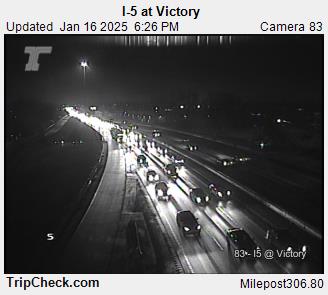 I-5 at Victory
Updated Jan 16 2025 6:26 PM Camera 83
T
S
83 - I5 @ Victory
TripCheck.com Milepost306.80